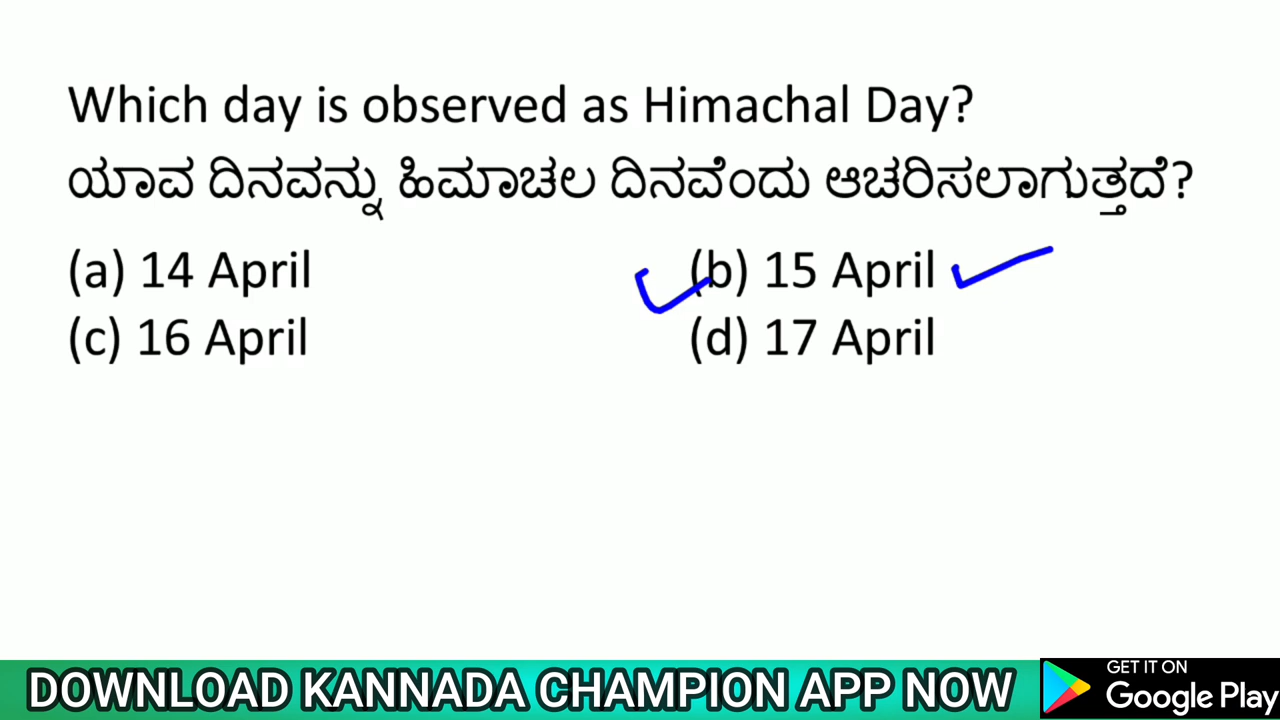 Which day is observed as Himachal Day?
ಯಾವ ದಿನವನ್ನು ಹಿಮಾಚಲ ದಿನವೆಂದು ಆಚರಿಸಲಾಗುತ್ತದೆ?
(a) 14 April (b) 15 April
(c) 16 April (d) 17 April
DOWNLOAD KANNADA CHAMPION APP NOW
GET IT ON
Google Play